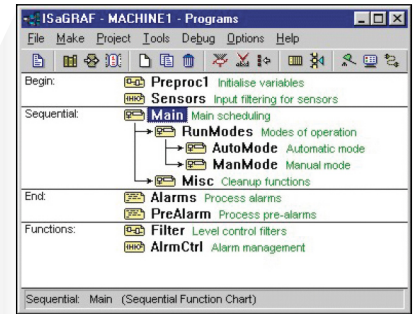 ISaGRAF - MACHINE1 - Programs
File Make Project Tools Debug Options Help
Begin: Preproc1 Initialise variables
Sensors Input filtering for sensors
Sequential: Main Main scheduling
RunModes Modes of operation
AutoMode Automatic mode
ManMode Manual mode
Misc Cleanup functions
End: Alarms Process alarms
PreAlarm Process pre-alarms
Functions: Filter Level control filters
AlrmCtrl Alarm management
Sequential: Main (Sequential Function Chart)